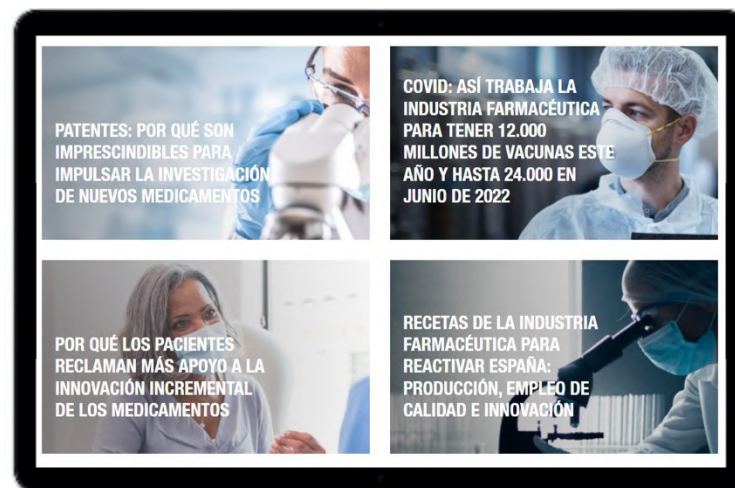 PATENTES: POR QUÉ SON
IMPRESCINDIBLES PARA
IMPULSAR LA INVESTIGACIÓN
DE NUEVOS MEDICAMENTOS
COVID: ASÍ TRABAJA LA
INDUSTRIA FARMACÉUTICA
PARA TENER 12.000
MILLONES DE VACUNAS ESTE
AÑO Y HASTA 24.000 EN
JUNIO DE 2022
POR QUÉ LOS PACIENTES
RECLAMAN MÁS APOYO A LA
INNOVACIÓN INCREMENTAL
DE LOS MEDICAMENTOS
RECETAS DE LA INDUSTRIA
FARMACÉUTICA PARA
REACTIVAR ESPAÑA:
PRODUCCIÓN, EMPLEO DE
CALIDAD E INNOVACIÓN